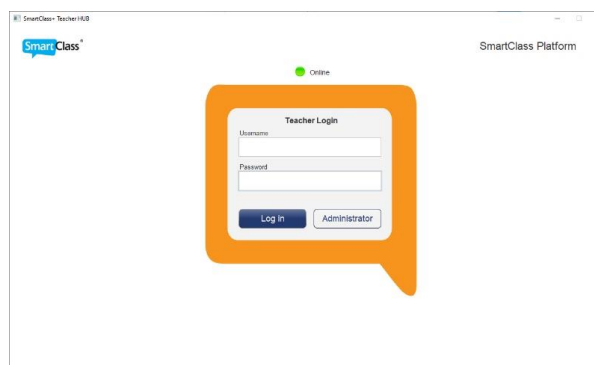 SmartClass+ Teacher HUB
SmartClass®
SmartClass Platform
Online
Teacher Login
Username
Password
Log in
Administrator